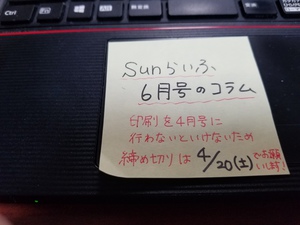 Ctrl
Alt
Sunらいふ
6月号のコラム
印刷を4月号に
行わないといけないため
締め切りは4/20(土)でお願いします!